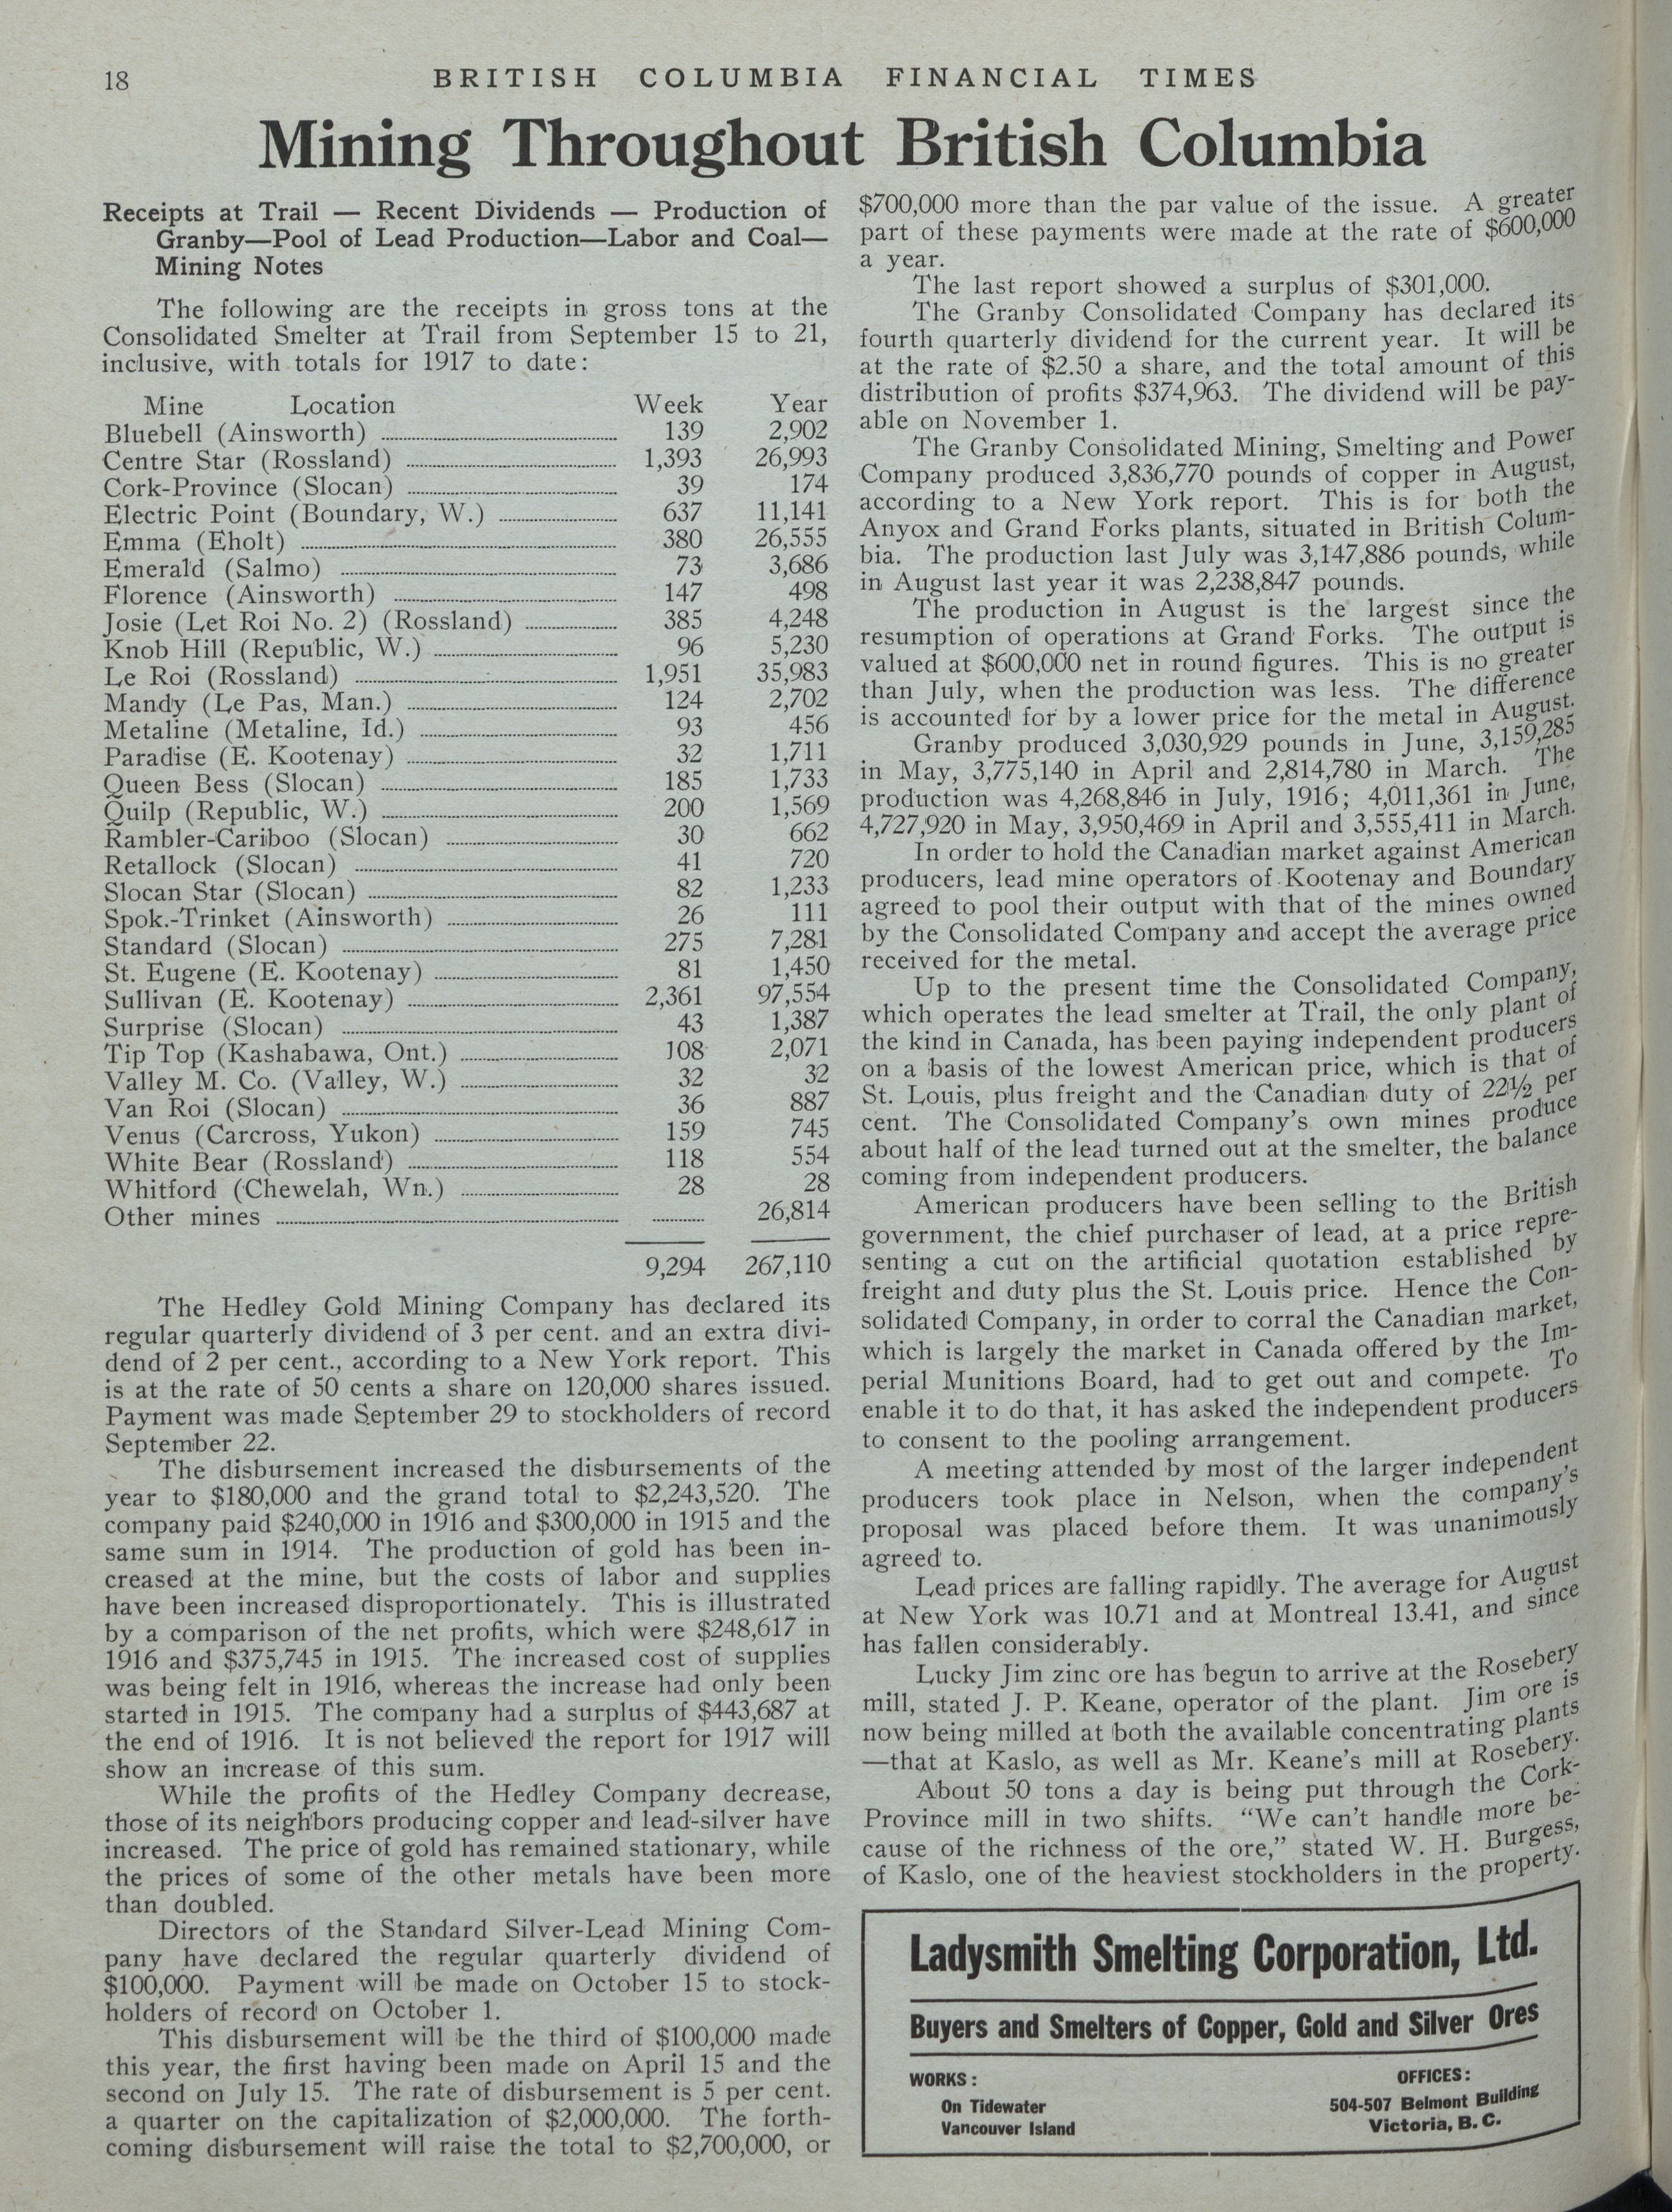 18
BRITISH COLUMBIA FINANCIAL TIMES
Mining Throughout British Columbia
Receipts at Trail — Recent Dividends — Production of
Granby—Pool of Lead Production—Labor and Coal—
Mining Notes
The following are the receipts in gross tons at the
Consolidated Smelter at Trail from September 15 to 21,
inclusive, with totals for 1917 to date:
Mine Location Week Year
Bluebell (Ainsworth) 139 2,902
Centre Star (Rossland) 1,393 26,993
Cork-Province (Slocan) 39 174
Electric Point (Boundary, W.) 637 11,141
Emma (Eholt) 380 26,555
Emerald (Salmo) 73 3,686
Florence (Ainsworth) 147 498
Josie (Let Roi No. 2) (Rossland) 385 4,248
Knob Hill (Republic, W.) 96 5,230
Le Roi (Rossland) 1,951 35,983
Mandy (Le Pas, Man.) 124 2,702
Metaline (Metaline, Id.) 93 456
Paradise (E. Kootenay) 32 1,711
Queen Bess (Slocan) 185 1,733
Quilp (Republic, W.) 200 1,569
Rambler-Cariboo (Slocan) 30 662
Retallock (Slocan) 41 720
Slocan Star (Slocan) 82 1,233
Spok.-Trinket (Ainsworth) 26 111
Standard (Slocan) 275 7,281
St. Eugene (E. Kootenay) 81 1,450
Sullivan (E. Kootenay) 2,361 97,554
Surprise (Slocan) 43 1,387
Tip Top (Kashabawa, Ont.) 108 2,071
Valley M. Co. (Valley, W.) 32 32
Van Roi (Slocan) 36 887
Venus (Carcross, Yukon) 159 745
White Bear (Rossland) 118 554
Whitford (Chewelah, Wn.) 28 28
Other mines 26,814
9,294 267,110
The Hedley Gold Mining Company has declared its
regular quarterly dividend of 3 per cent. and an extra divi-
dend of 2 per cent., according to a New York report. This
is at the rate of 50 cents a share on 120,000 shares issued.
Payment was made September 29 to stockholders of record
September 22.
The disbursement increased the disbursements of the
year to $180,000 and the grand total to $2,243,520. The
company paid $240,000 in 1916 and $300,000 in 1915 and the
same sum in 1914. The production of gold has been in-
creased at the mine, but the costs of labor and supplies
have been increased disproportionately. This is illustrated
by a comparison of the net profits, which were $248,617 in
1916 and $375,745 in 1915. The increased cost of supplies
was being felt in 1916, whereas the increase had only been
started in 1915. The company had a surplus of $443,687 at
the end of 1916. It is not believed the report for 1917 will
show an increase of this sum.
While the profits of the Hedley Company decrease,
those of its neighbors producing copper and lead-silver have
increased. The price of gold has remained stationary, while
the prices of some of the other metals have been more
than doubled.
Directors of the Standard Silver-Lead Mining Com-
pany have declared the regular quarterly dividend of
$100,000. Payment will be made on October 15 to stock-
holders of record on October 1.
This disbursement will be the third of $100,000 made
this year, the first having been made on April 15 and the
second on July 15. The rate of disbursement is 5 per cent.
a quarter on the capitalization of $2,000,000. The forth-
coming disbursement will raise the total to $2,700,000, or
$700,000 more than the par value of the issue. A greater
part of these payments were made at the rate of $600,000
a year.
The last report showed a surplus of $301,000.
The Granby Consolidated Company has declared its
fourth quarterly dividend for the current year. It will be
at the rate of $2.50 a share, and the total amount of this
distribution of profits $374,963. The dividend will be pay-
able on November 1.
The Granby Consolidated Mining, Smelting and Power
Company produced 3,836,770 pounds of copper in August,
according to a New York report. This is for both the
Anyox and Grand Forks plants, situated in British Colum-
bia. The production last July was 3,147,886 pounds, while
in August last year it was 2,238,847 pounds.
The production in August is the largest since the
resumption of operations at Grand Forks. The output is
valued at $600,000 net in round figures. This is no greater
than July, when the production was less. The difference
is accounted for by a lower price for the metal in August.
Granby produced 3,030,929 pounds in June, 3,159,285
in May, 3,775,140 in April and 2,814,780 in March. The
production was 4,268,846 in July, 1916; 4,011,361 in June,
4,727,920 in May, 3,950,469 in April and 3,555,411 in March.
In order to hold the Canadian market against American
producers, lead mine operators of Kootenay and Boundary
agreed to pool their output with that of the mines owned
by the Consolidated Company and accept the average price
received for the metal.
Up to the present time the Consolidated Company,
which operates the lead smelter at Trail, the only plant of
the kind in Canada, has been paying independent producers
on a basis of the lowest American price, which is that of
St. Louis, plus freight and the Canadian duty of 22½ per
cent. The Consolidated Company's own mines produce
about half of the lead turned out at the smelter, the balance
coming from independent producers.
American producers have been selling to the British
government, the chief purchaser of lead, at a price repre-
senting a cut on the artificial quotation established by
freight and duty plus the St. Louis price. Hence the Con-
solidated Company, in order to corral the Canadian market,
which is largely the market in Canada offered by the Im-
perial Munitions Board, had to get out and compete. To
enable it to do that, it has asked the independent producers
to consent to the pooling arrangement.
A meeting attended by most of the larger independent
producers took place in Nelson, when the company's
proposal was placed before them. It was unanimously
agreed to.
Lead prices are falling rapidly. The average for August
at New York was 10.71 and at Montreal 13.41, and since
has fallen considerably.
Lucky Jim zinc ore has begun to arrive at the Rosebery
mill, stated J. P. Keane, operator of the plant. Jim ore is
now being milled at both the available concentrating plants
—that at Kaslo, as well as Mr. Keane's mill at Rosebery.
About 50 tons a day is being put through the Cork-
Province mill in two shifts. "We can't handle more be-
cause of the richness of the ore," stated W. H. Burgess,
of Kaslo, one of the heaviest stockholders in the property.
Ladysmith Smelting Corporation, Ltd.
Buyers and Smelters of Copper, Gold and Silver Ores
WORKS:
On Tidewater
Vancouver Island
OFFICES:
504-507 Belmont Building
Victoria, B. C.